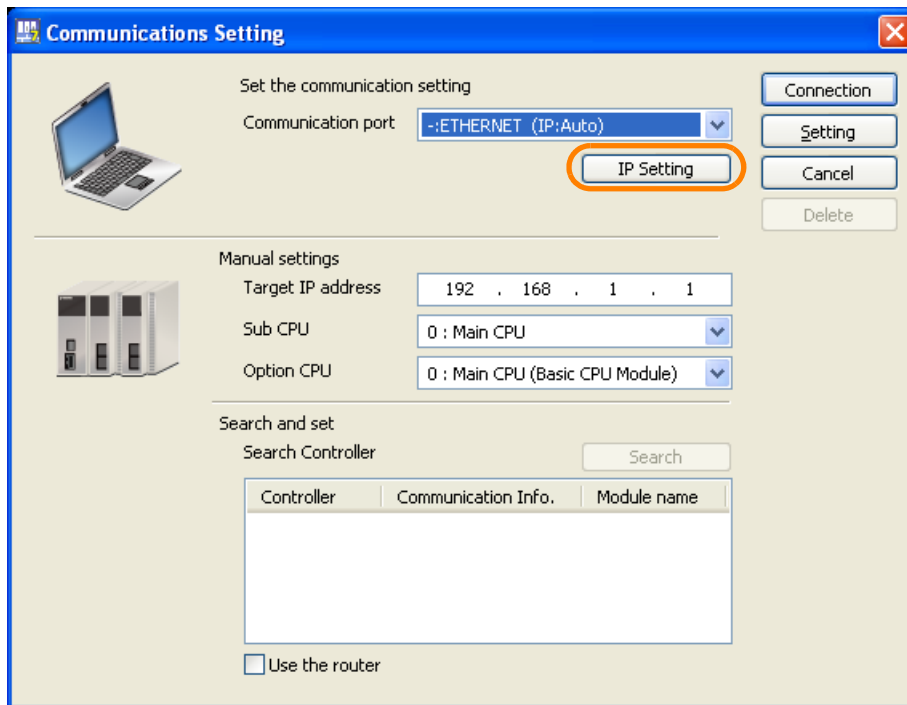 Communications Setting
Set the communication setting
Connection
Communication port -:ETHERNET (IP:Auto)
Setting
IP Setting
Cancel
Delete
Manual settings
Target IP address 192 . 168 . 1 . 1
Sub CPU 0 : Main CPU
Option CPU 0 : Main CPU (Basic CPU Module)
Search and set
Search Controller Search
Controller Communication Info. Module name
Use the router